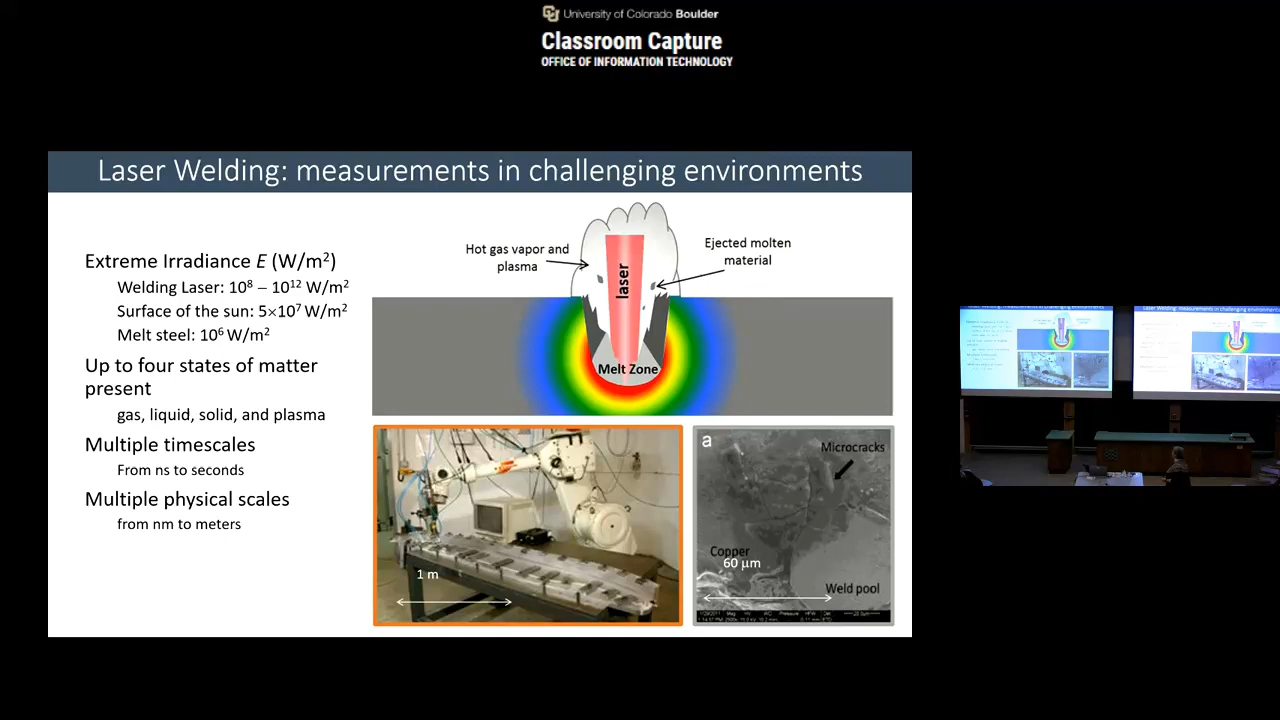 University of Colorado Boulder
Classroom Capture
OFFICE OF INFORMATION TECHNOLOGY
Laser Welding: measurements in challenging environments
Extreme Irradiance E (W/m²)
Welding Laser: 10⁸ – 10¹² W/m²
Surface of the sun: 5×10⁷ W/m²
Melt steel: 10⁶ W/m²
Up to four states of matter
present
gas, liquid, solid, and plasma
Multiple timescales
From ns to seconds
Multiple physical scales
from nm to meters
Hot gas vapor and
plasma
Ejected molten
material
laser
Melt Zone
1 m
a
Microcracks
Copper
60 µm
Weld pool